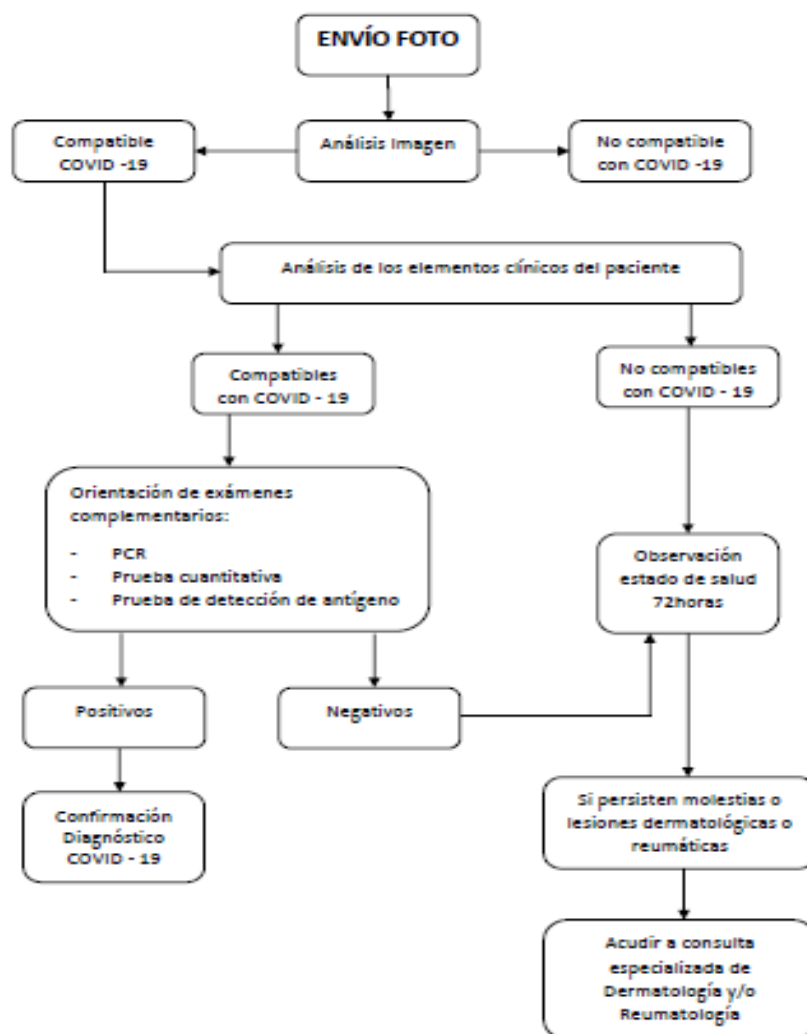 ENVÍO FOTO
Compatible
COVID -19
Análisis Imagen
No compatible
con COVID -19
Análisis de los elementos clínicos del paciente
Compatibles
con COVID - 19
No compatibles
con COVID - 19
Orientación de exámenes
complementarios:
- PCR
- Prueba cuantitativa
- Prueba de detección de antígeno
Observación
estado de salud
72horas
Positivos
Negativos
Confirmación
Diagnóstico
COVID - 19
Si persisten molestias o
lesiones dermatológicas o
reumáticas
Acudir a consulta
especializada de
Dermatología y/o
Reumatología